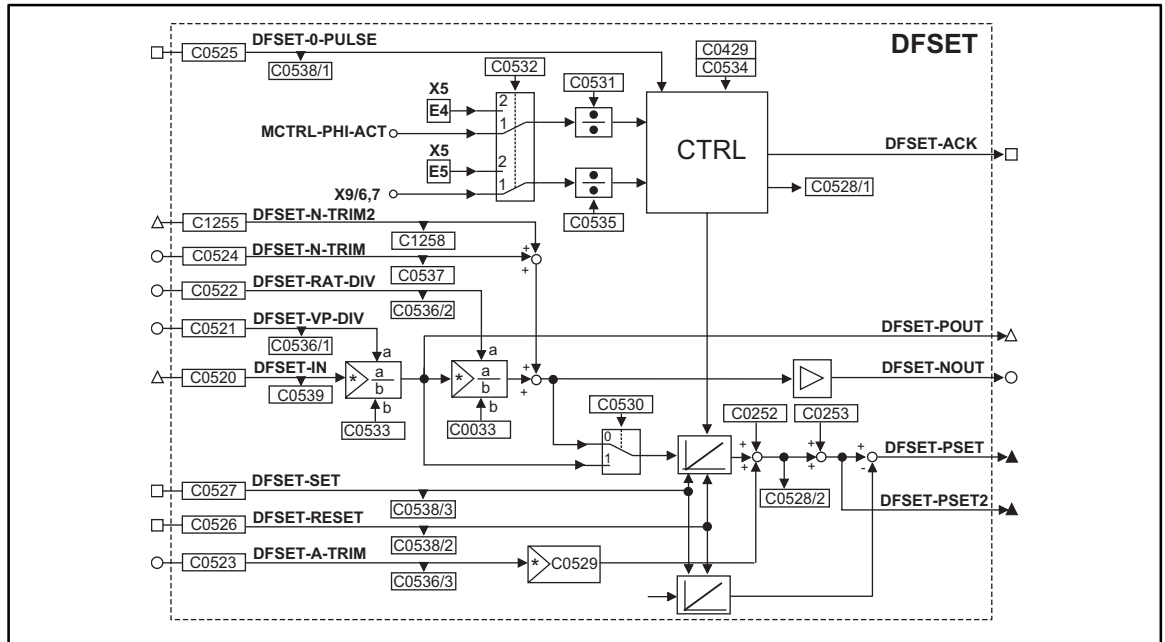 DFSET
C0525 DFSET-0-PULSE
C0538/1
C0532
C0429
C0534
C0531
X5
E4
2
1
MCTRL-PHI-ACT
X5
E5
2
1
X9/6,7
C0535
CTRL
DFSET-ACK
C0528/1
C1255 DFSET-N-TRIM2
C1258
C0524 DFSET-N-TRIM
C0537
+
+
C0522 DFSET-RAT-DIV
C0536/2
C0521 DFSET-VP-DIV
C0536/1
a
a
DFSET-POUT
C0520 DFSET-IN
C0539
* a
b
* a
b
+
+
DFSET-NOUT
b
b
C0533
C0033
C0530
0
1
C0252
C0253
+
+
+
+
+
-
DFSET-PSET
C0528/2
DFSET-PSET2
C0527 DFSET-SET
C0538/3
C0526 DFSET-RESET
C0538/2
C0523 DFSET-A-TRIM
C0536/3
* C0529